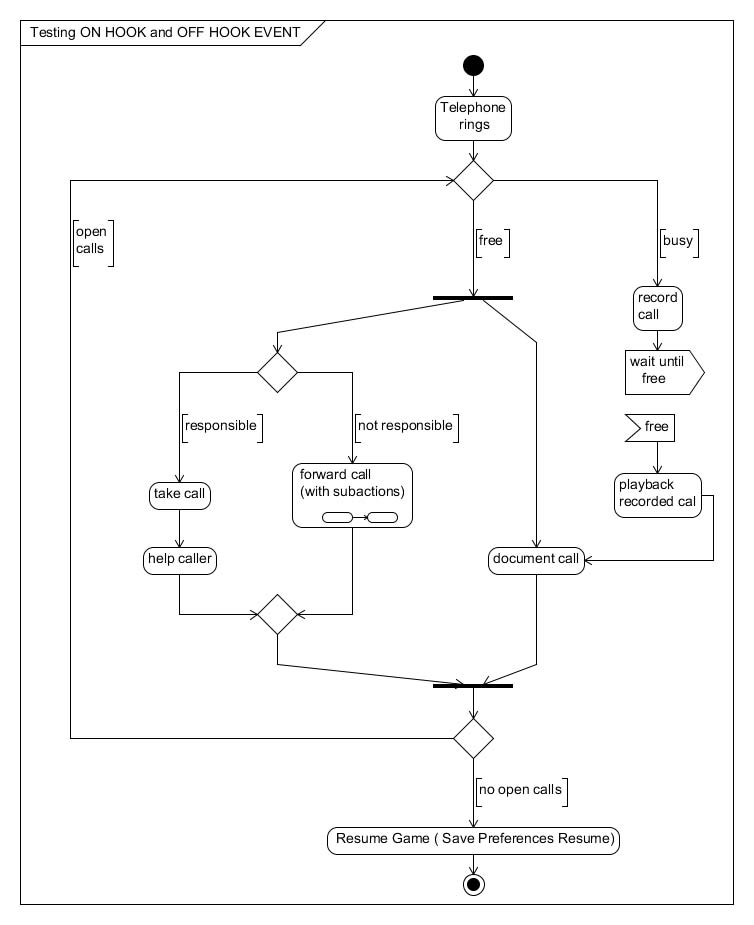 Testing ON HOOK and OFF HOOK EVENT
Telephone
rings
open
calls
free
busy
record
call
wait until
free
free
responsible
not responsible
forward call
(with subactions)
take call
playback
recorded cal
help caller
document call
no open calls
Resume Game ( Save Preferences Resume)